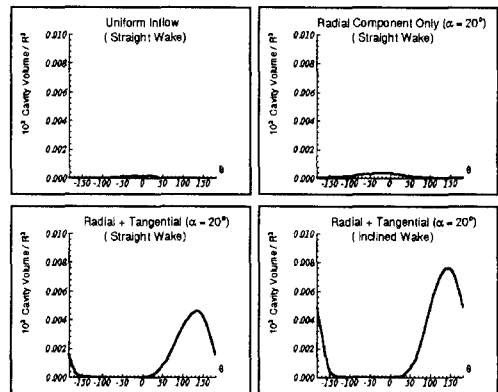 Uniform Inflow
( Straight Wake)
10³ Cavity Volume / R³
0.010
0.008
0.006
0.004
0.002
0.000
-150 -100 -50 0 50 100 150
θ
Radial Component Only (α = 20°)
(Straight Wake)
10³ Cavity Volume / R³
0.010
0.008
0.006
0.004
0.002
0.000
-150 -100 -50 0 50 100 150
θ
Radial + Tangential (α = 20°)
(Straight Wake)
10³ Cavity Volume / R³
0.010
0.008
0.006
0.004
0.002
0.000
-150 -100 -50 0 50 100 150
θ
Radial + Tangential (α = 20°)
(Inclined Wake)
10³ Cavity Volume / R³
0.010
0.008
0.006
0.004
0.002
0.000
-150 -100 -50 0 50 100 150
θ